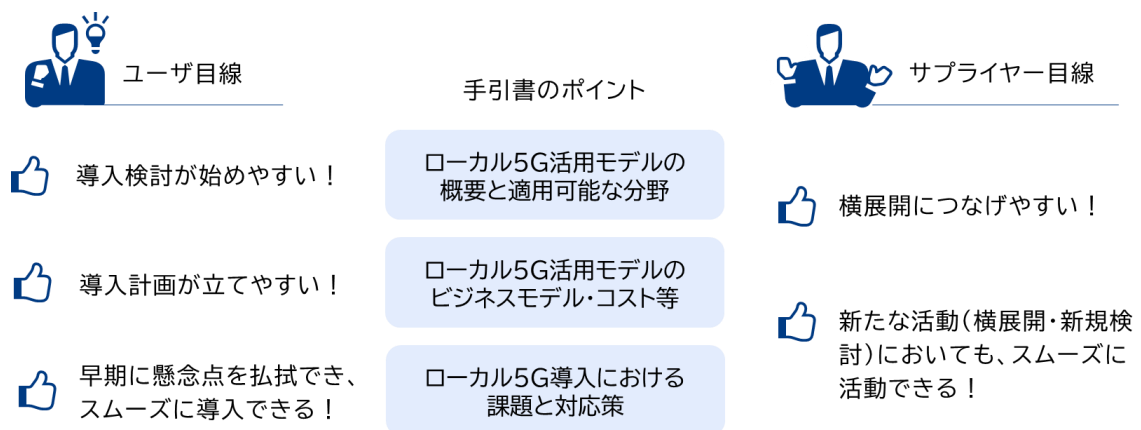 ユーザ目線
導入検討が始めやすい！
導入計画が立てやすい！
早期に懸念点を払拭でき、
スムーズに導入できる！
手引書のポイント
ローカル5G活用モデルの
概要と適用可能な分野
ローカル5G活用モデルの
ビジネスモデル・コスト等
ローカル5G導入における
課題と対応策
サプライヤー目線
横展開につなげやすい！
新たな活動（横展開・新規検
討）においても、スムーズに
活動できる！